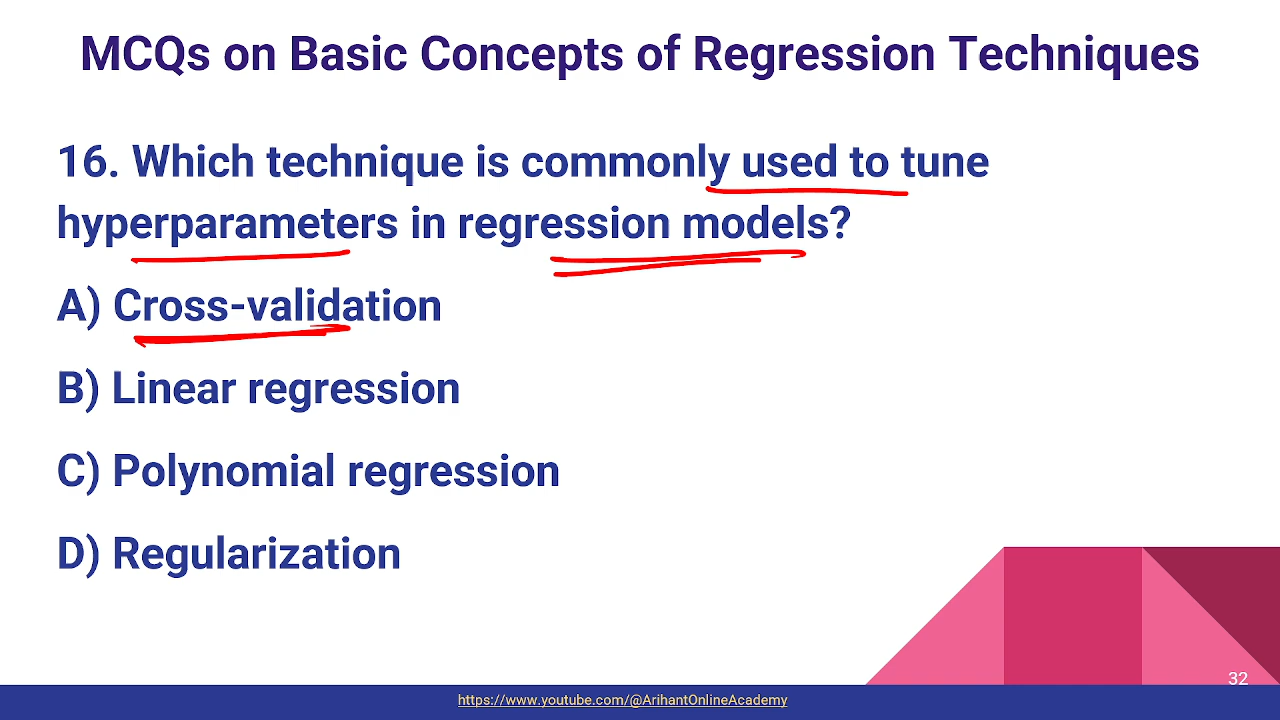 MCQs on Basic Concepts of Regression Techniques
16. Which technique is commonly used to tune
hyperparameters in regression models?
A) Cross-validation
B) Linear regression
C) Polynomial regression
D) Regularization
32
https://www.youtube.com/@ArihantOnlineAcademy